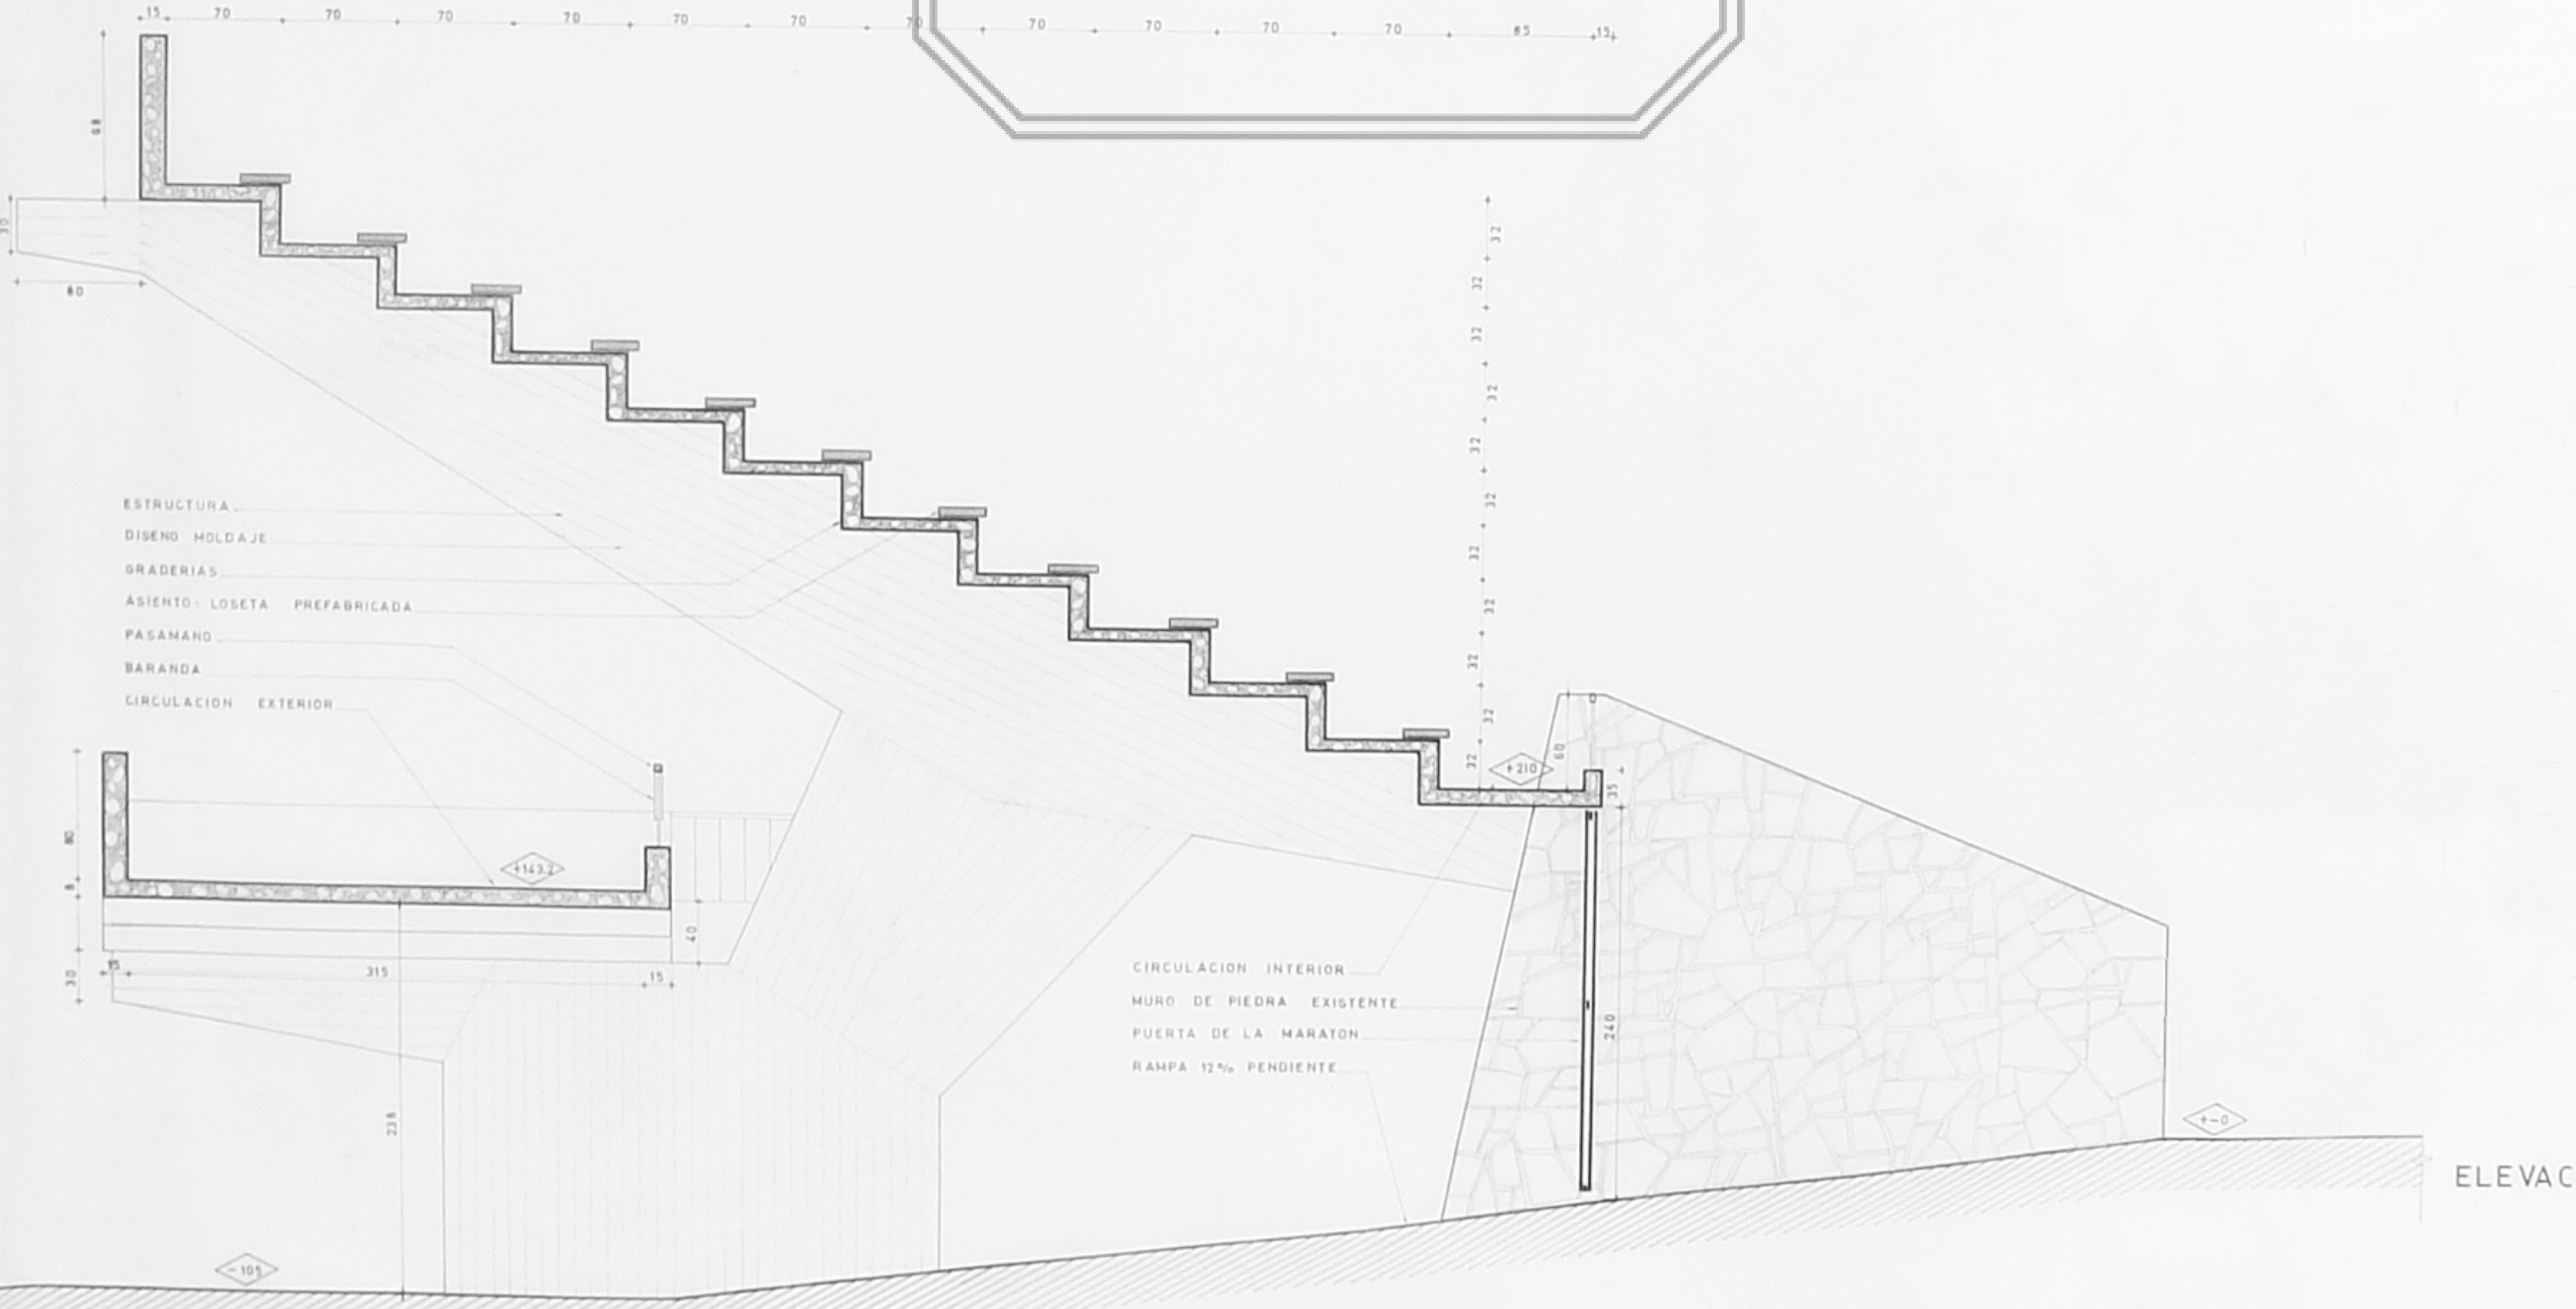 15 70 70 70 70 70 70 70 70 70 70 70 85 15
30
60
32
32
32
32
32
32
32
32
32
32
32
ESTRUCTURA
DISENO MOLDAJE
GRADERIAS
ASIENTO- LOSETA PREFABRICADA
PASAMANO
BARANDA
CIRCULACION EXTERIOR
+210
60
35
80
8
+143.2
40
30
15 315 15
238
-105
CIRCULACION INTERIOR
MURO DE PIEDRA EXISTENTE
PUERTA DE LA MARATON
RAMPA 12% PENDIENTE
240
+-0
ELEVAC